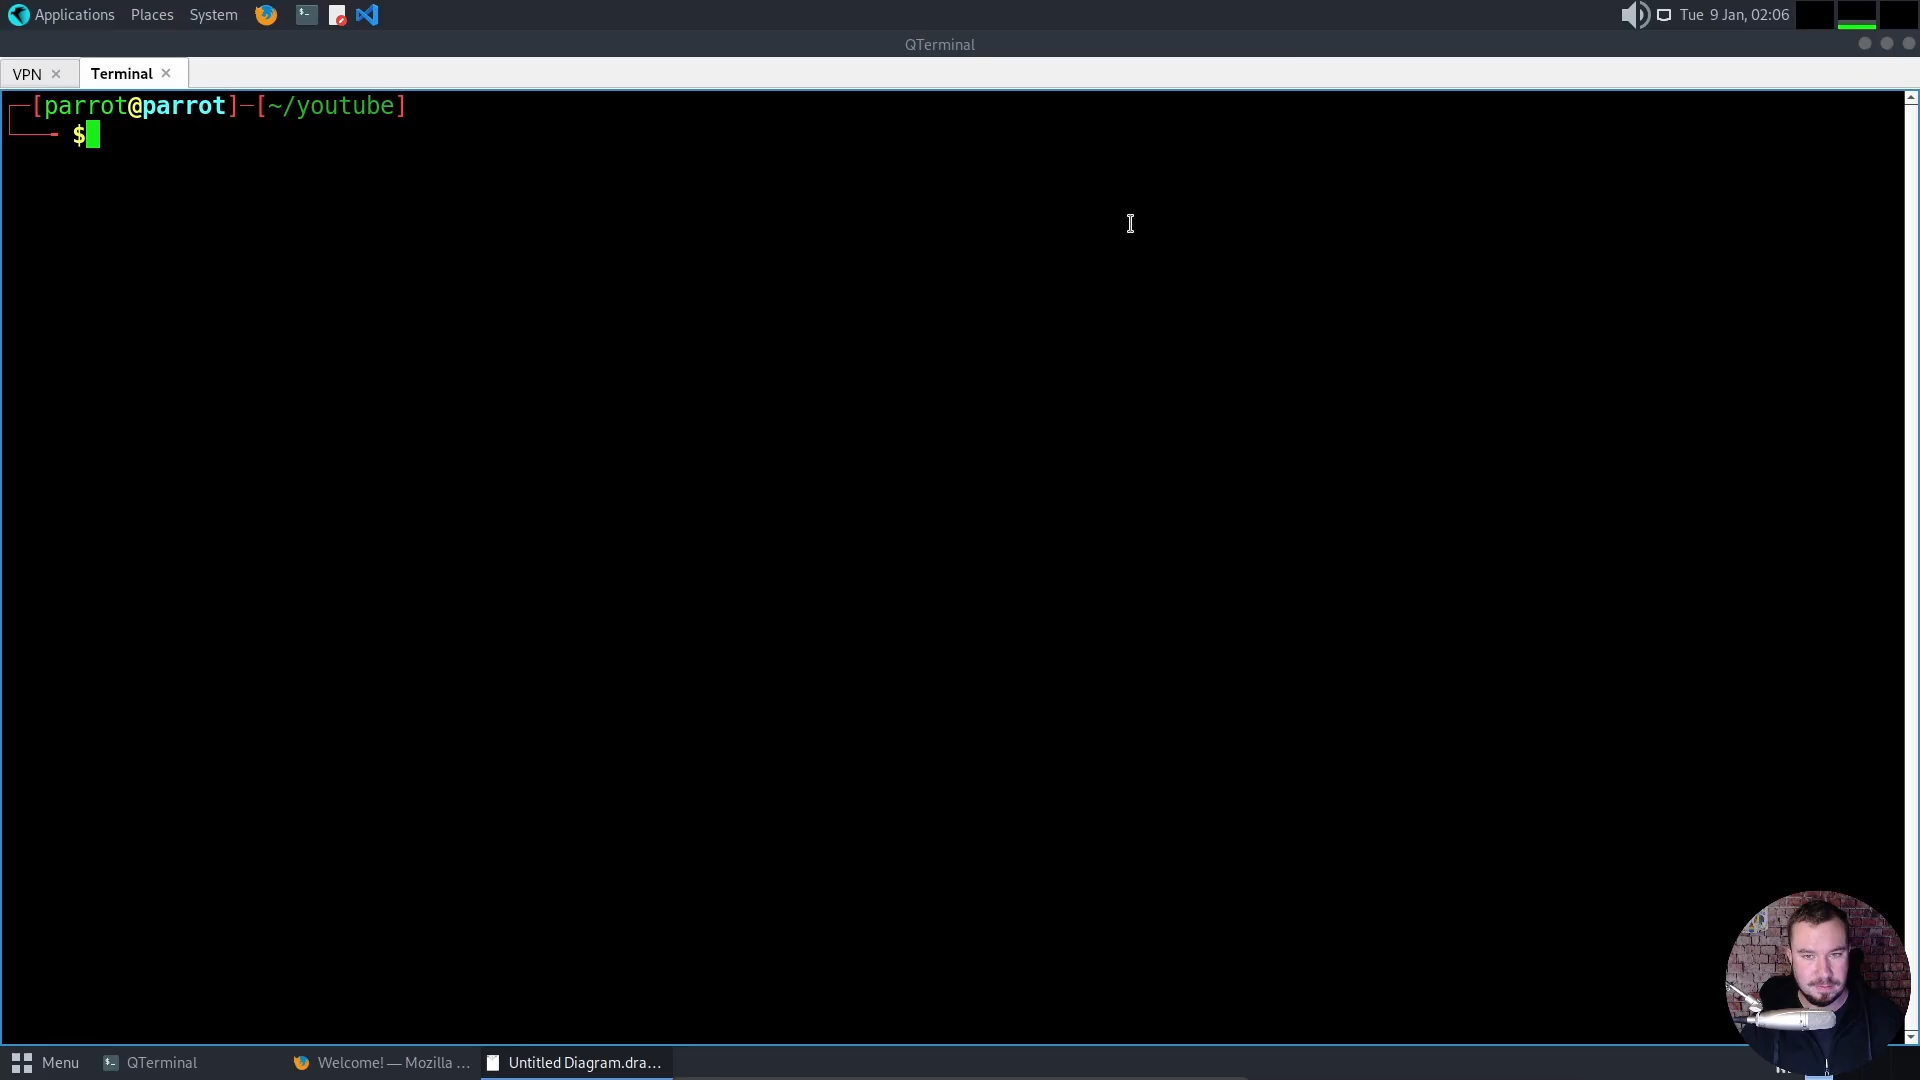 Applications Places System Tue 9 Jan, 02:06
QTerminal
VPN × Terminal ×
[parrot@parrot]─[~/youtube]
$
Menu QTerminal Welcome! — Mozilla ... Untitled Diagram.dra...